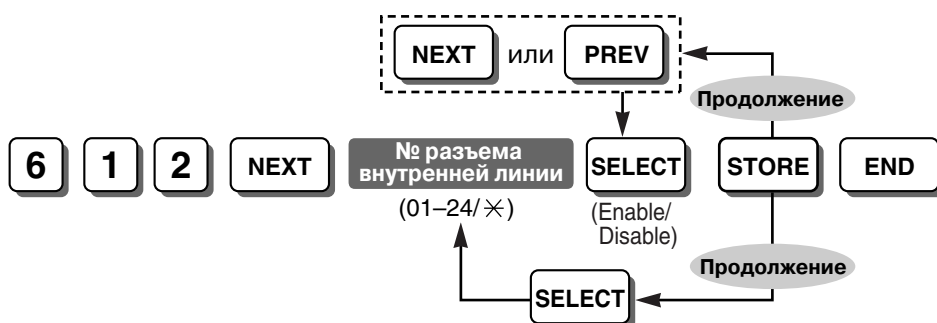 NEXT или PREV
Продолжение
6 1 2 NEXT № разъема внутренней линии SELECT STORE END
(01–24/✳)
(Enable/
Disable)
Продолжение
SELECT